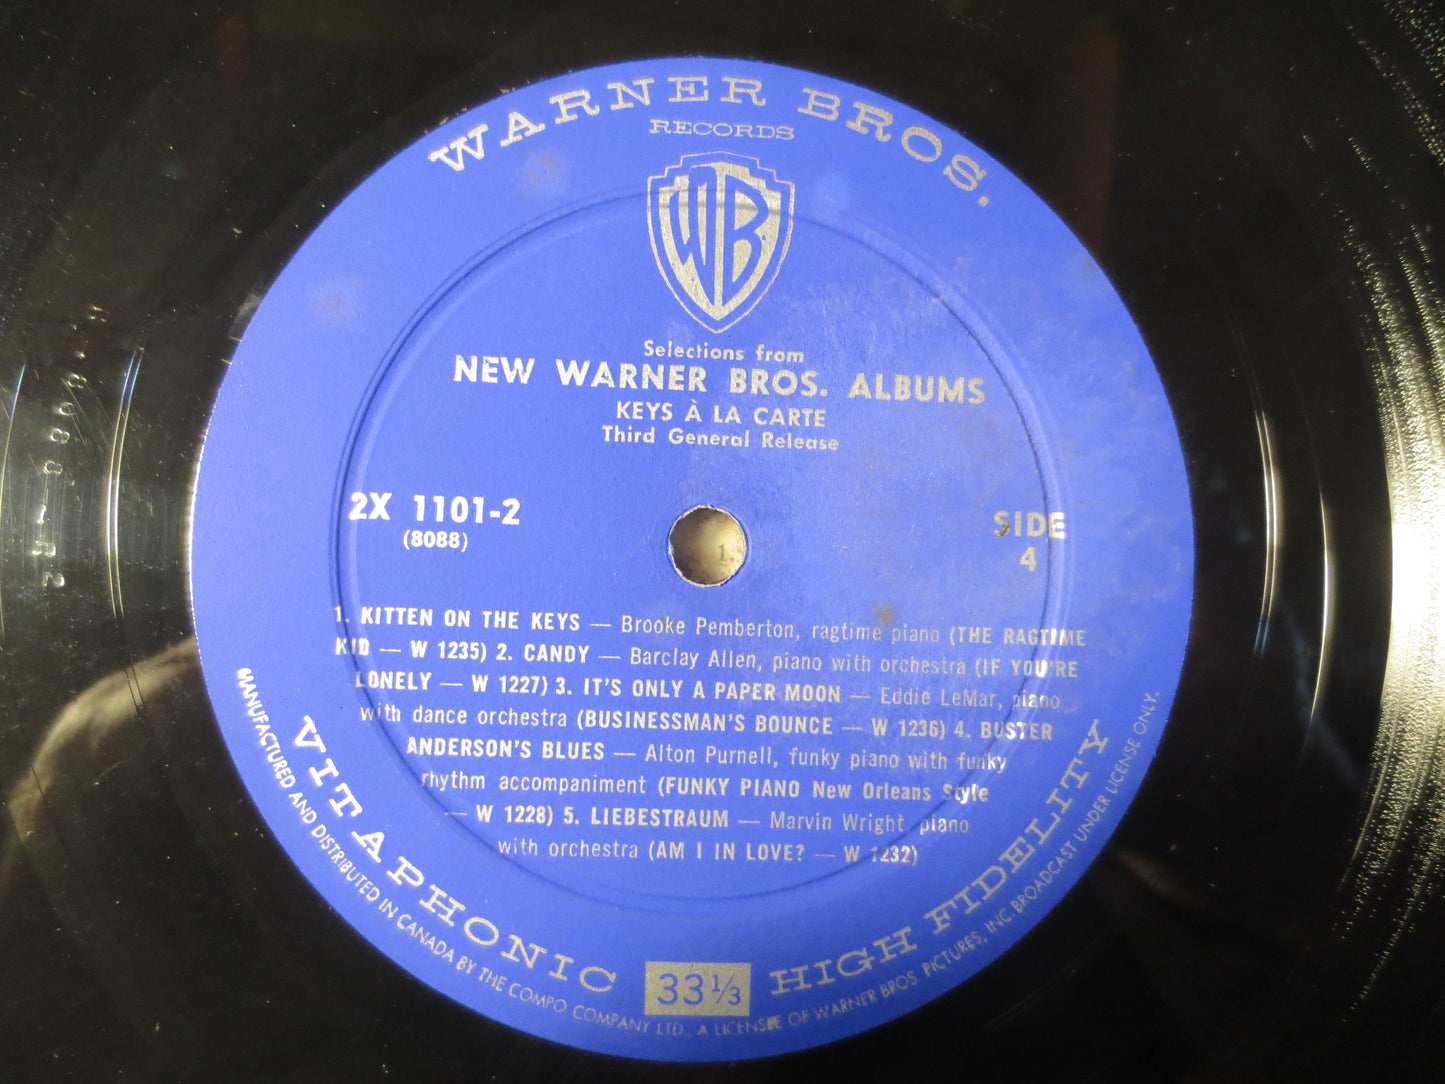 WARNER BROS.
RECORDS
WB
Selections from
NEW WARNER BROS. ALBUMS
KEYS À LA CARTE
Third General Release
2X 1101-2
(8088)
SIDE
4
1. KITTEN ON THE KEYS — Brooke Pemberton, ragtime piano (THE RAGTIME
KID — W 1235) 2. CANDY — Barclay Allen, piano with orchestra (IF YOU'RE
LONELY — W 1227) 3. IT'S ONLY A PAPER MOON — Eddie LeMar, piano
with dance orchestra (BUSINESSMAN'S BOUNCE — W 1236) 4. BUSTER
ANDERSON'S BLUES — Alton Purnell, funky piano with funky
rhythm accompaniment (FUNKY PIANO New Orleans Style
— W 1228) 5. LIEBESTRAUM — Marvin Wright, piano
with orchestra (AM I IN LOVE? — W 1232)
VITAPHONIC HIGH FIDELITY
33⅓
MANUFACTURED AND DISTRIBUTED IN CANADA BY THE COMPO COMPANY LTD., A LICENSEE OF WARNER BROS. PICTURES, INC. BROADCAST UNDER LICENSE ONLY.